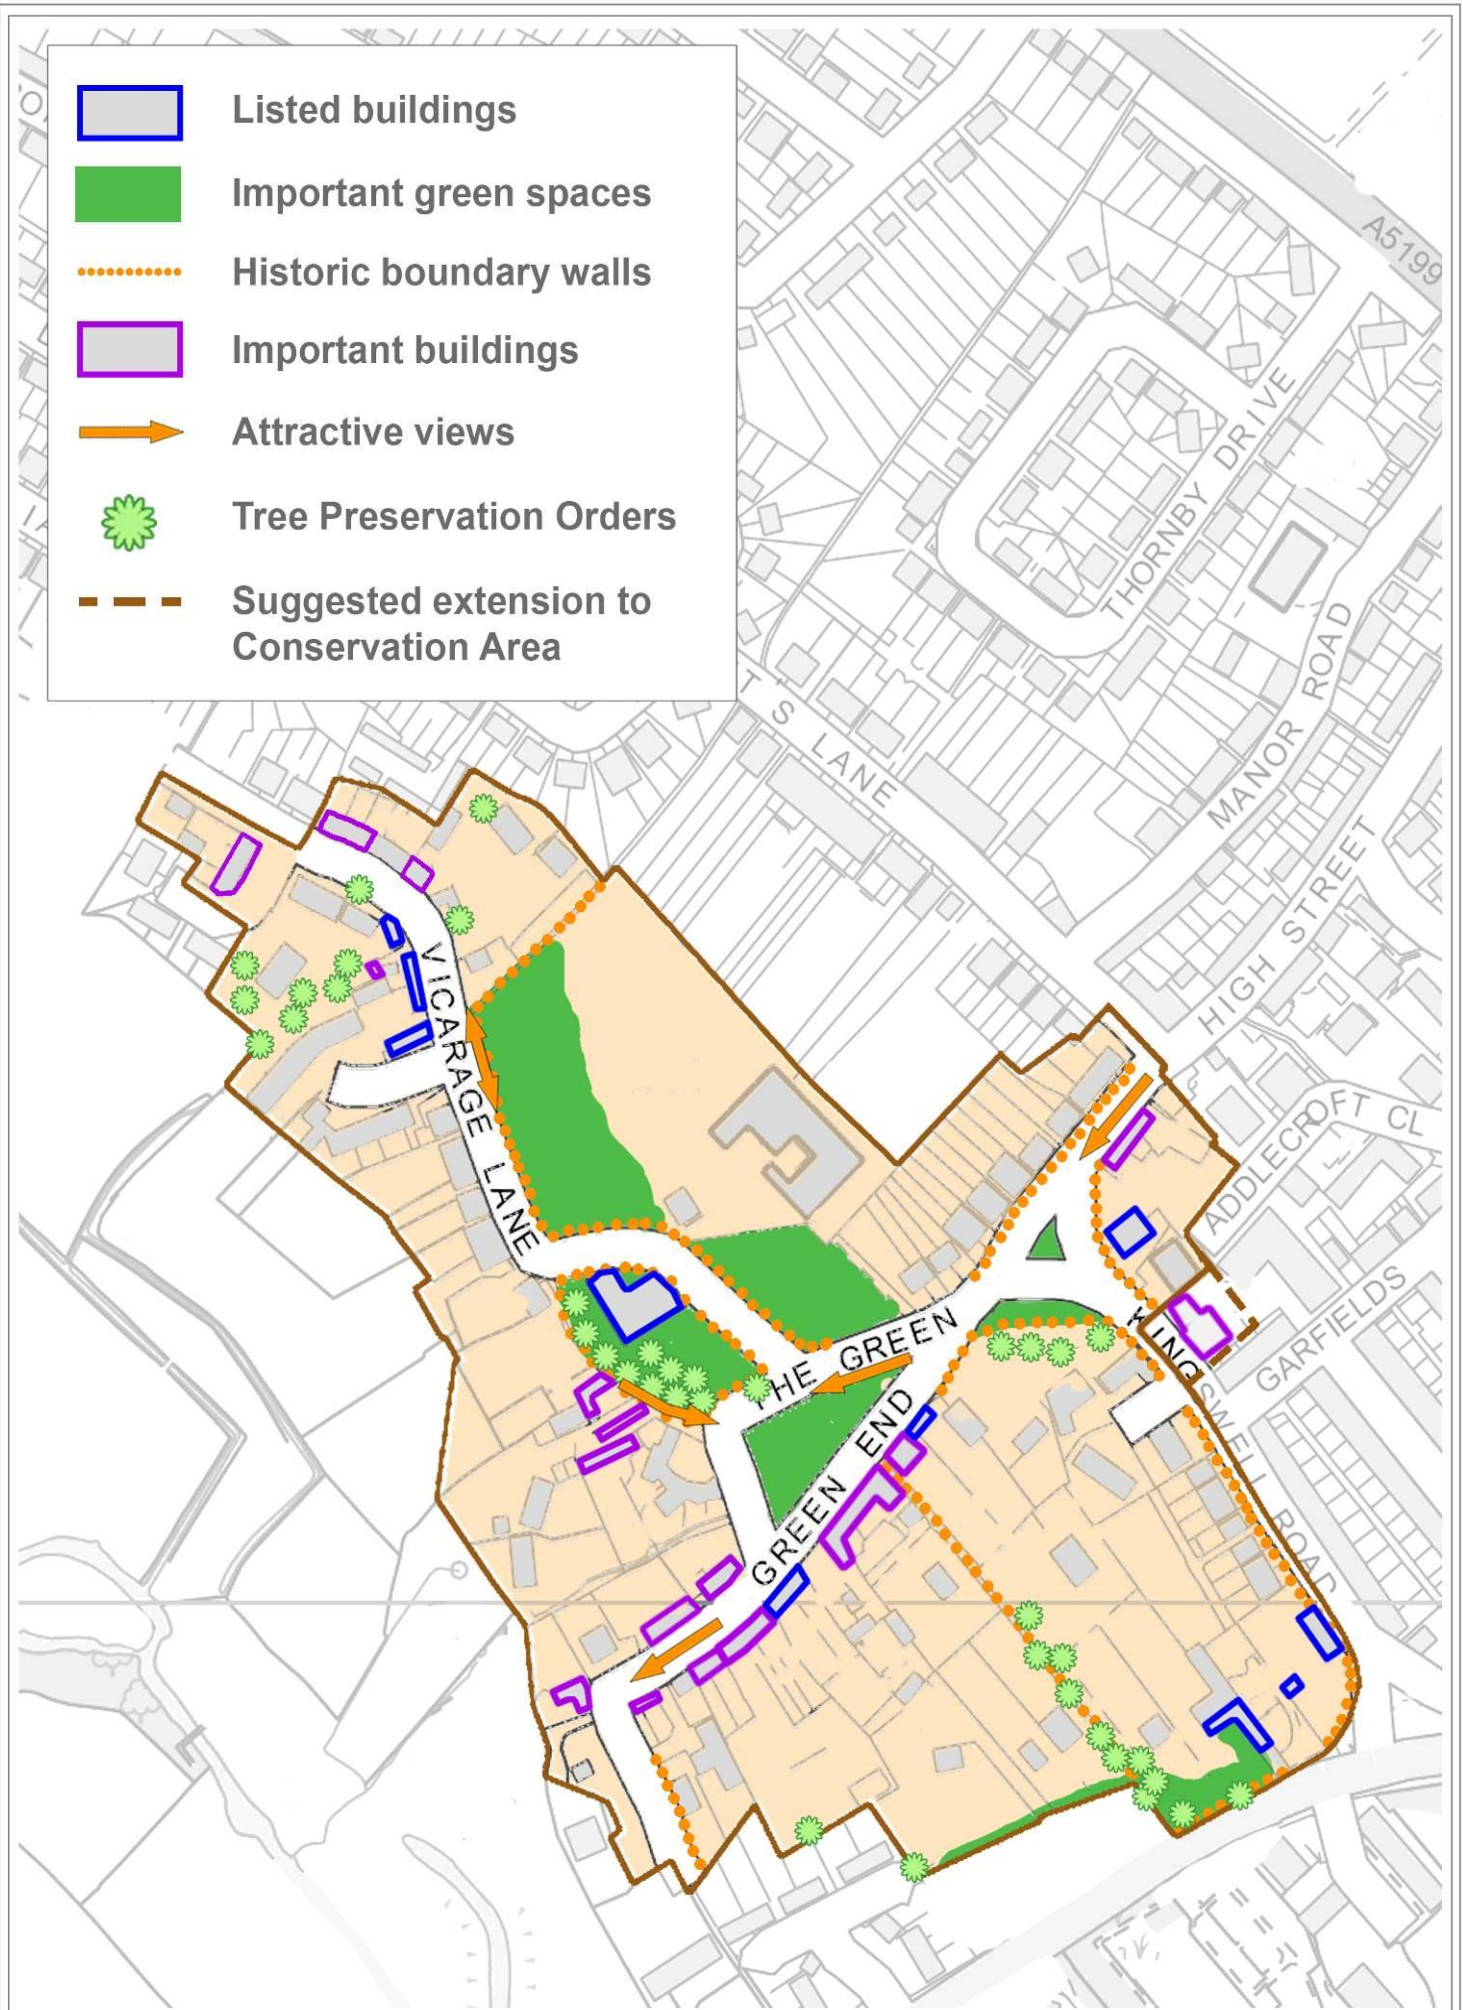 Listed buildings
Important green spaces
Historic boundary walls
Important buildings
Attractive views
Tree Preservation Orders
Suggested extension to
Conservation Area
A5199
THORNBY DRIVE
MANOR ROAD
T'S LANE
HIGH STREET
ADDLECROFT CL
VICARAGE LANE
GARFIELDS
THE GREEN
KINGSWELL ROAD
GREEN END